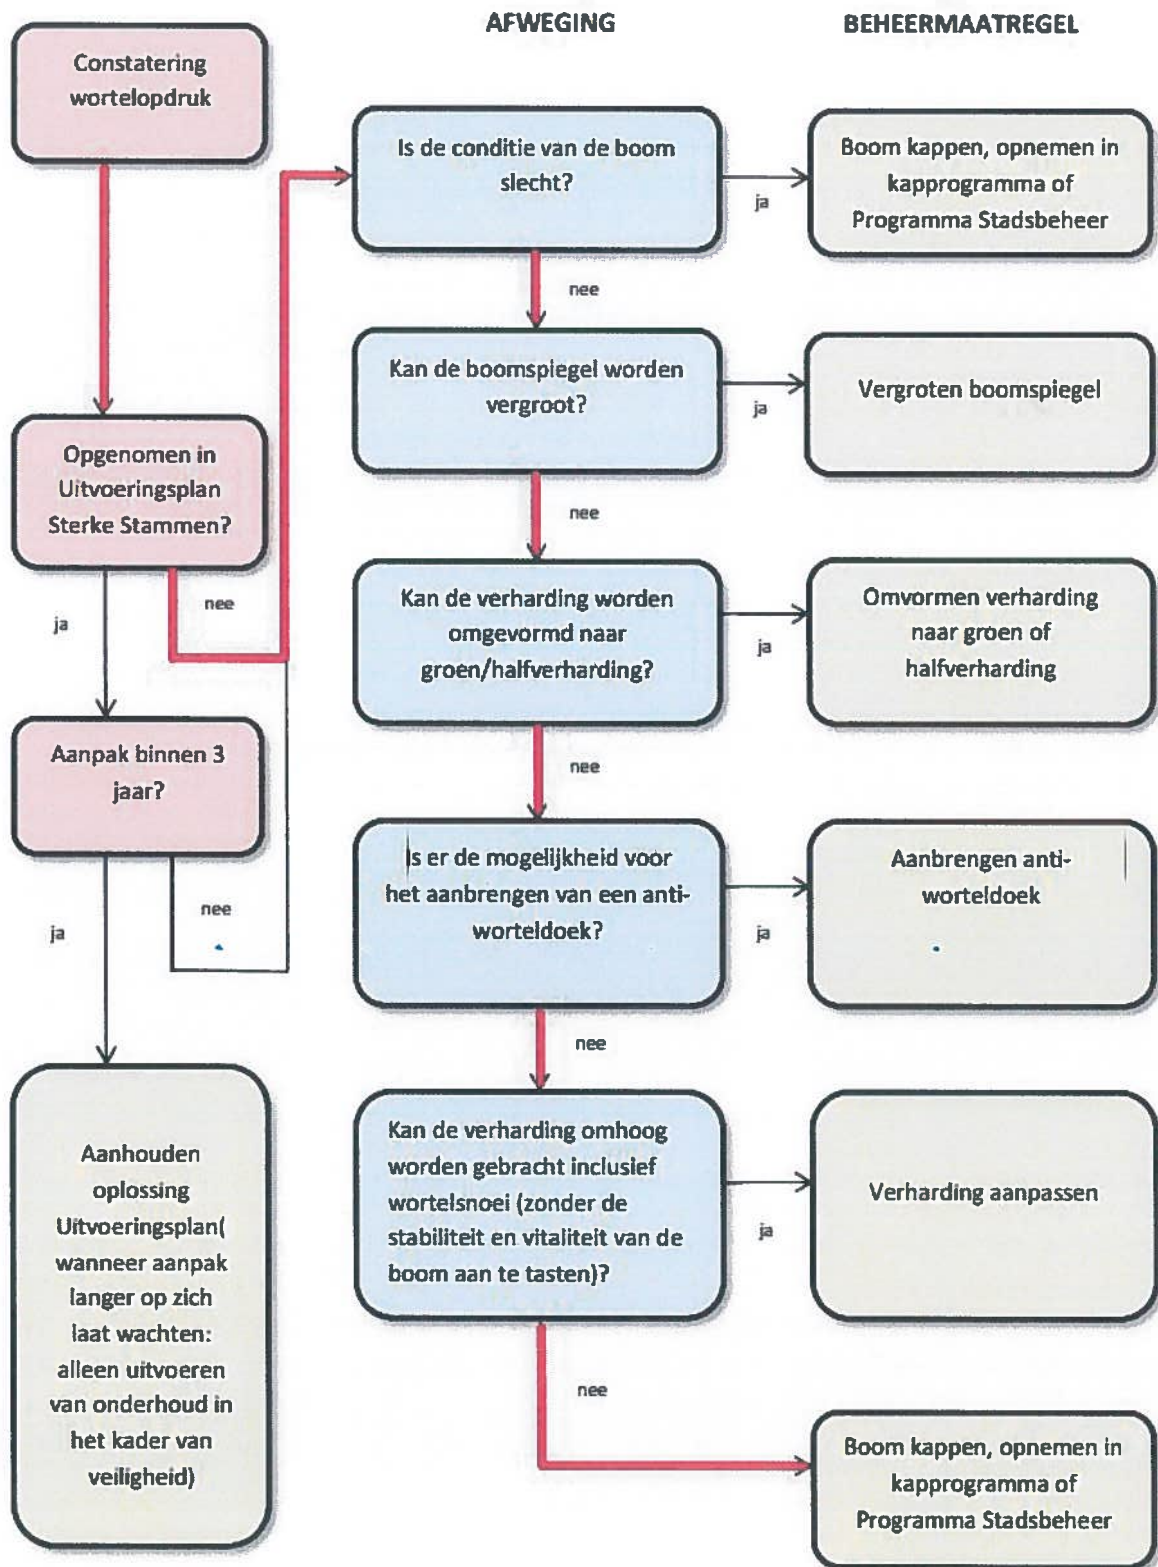 AFWEGING
BEHEERMAATREGEL
Constatering
wortelopdruk
Opgenomen in
Uitvoeringsplan
Sterke Stammen?
ja
nee
Aanpak binnen 3
jaar?
ja
nee
Aanhouden
oplossing
Uitvoeringsplan(
wanneer aanpak
langer op zich
laat wachten:
alleen uitvoeren
van onderhoud in
het kader van
veiligheid)
Is de conditie van de boom
slecht?
ja
Boom kappen, opnemen in
kapprogramma of
Programma Stadsbeheer
nee
Kan de boomspiegel worden
vergroot?
ja
Vergroten boomspiegel
nee
Kan de verharding worden
omgevormd naar
groen/halfverharding?
ja
Omvormen verharding
naar groen of
halfverharding
nee
Is er de mogelijkheid voor
het aanbrengen van een anti-
worteldoek?
ja
Aanbrengen anti-
worteldoek
nee
Kan de verharding omhoog
worden gebracht inclusief
wortelsnoei (zonder de
stabiliteit en vitaliteit van de
boom aan te tasten)?
ja
Verharding aanpassen
nee
Boom kappen, opnemen in
kapprogramma of
Programma Stadsbeheer